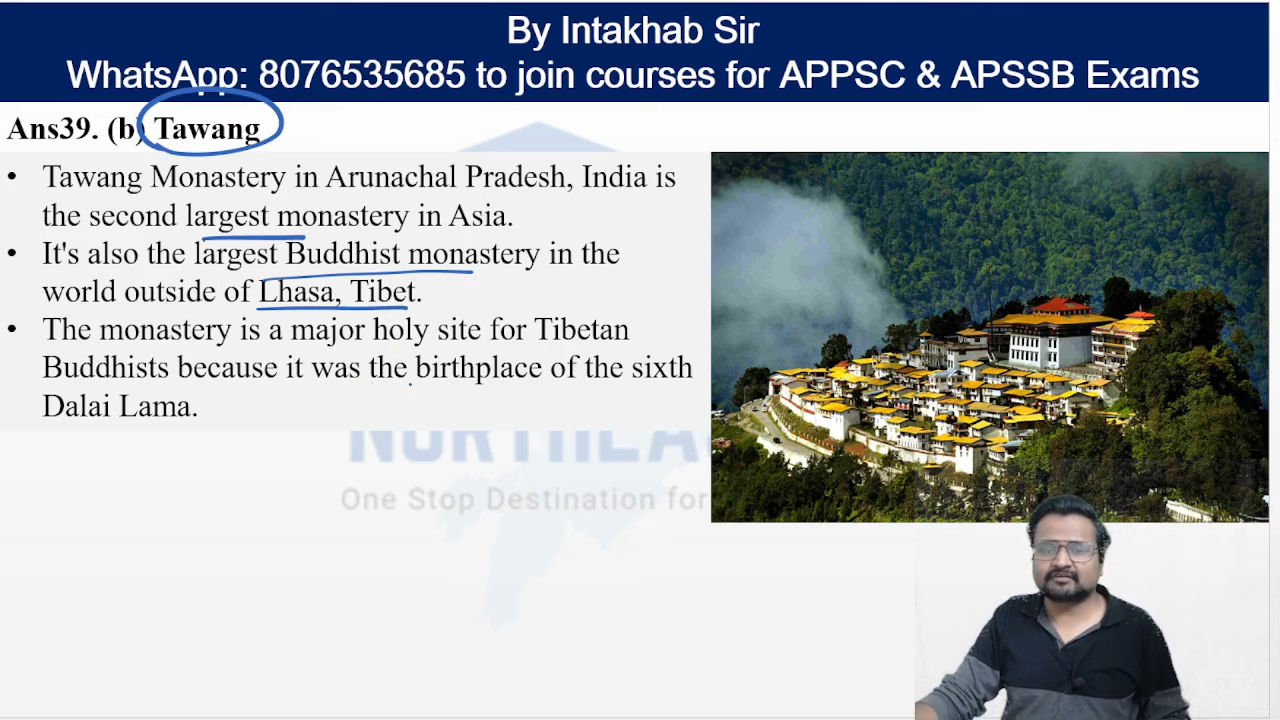 By Intakhab Sir
WhatsApp: 8076535685 to join courses for APPSC & APSSB Exams
Ans39. (b) Tawang
• Tawang Monastery in Arunachal Pradesh, India is
the second largest monastery in Asia.
• It's also the largest Buddhist monastery in the
world outside of Lhasa, Tibet.
• The monastery is a major holy site for Tibetan
Buddhists because it was the birthplace of the sixth
Dalai Lama.
One Stop Destination for